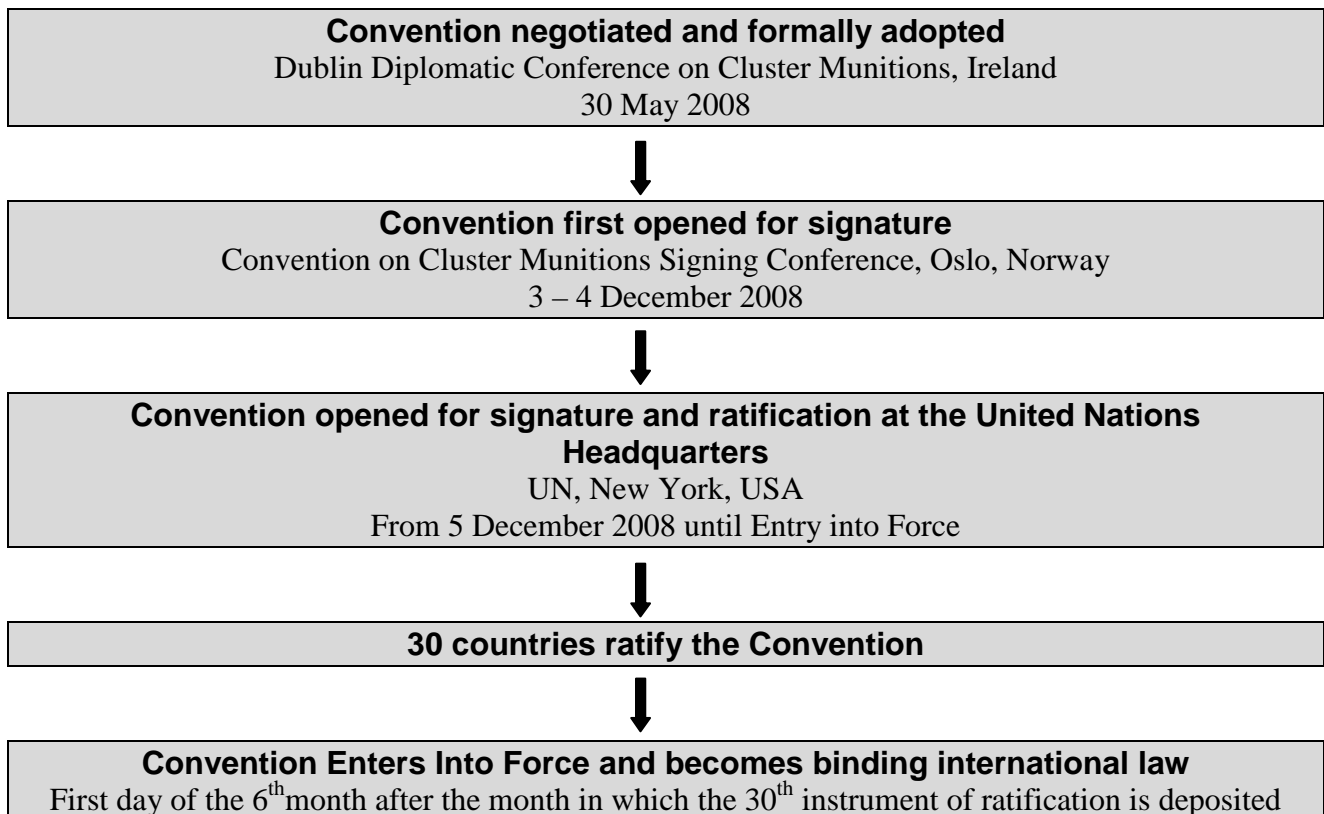 Convention negotiated and formally adopted
Dublin Diplomatic Conference on Cluster Munitions, Ireland
30 May 2008
Convention first opened for signature
Convention on Cluster Munitions Signing Conference, Oslo, Norway
3 – 4 December 2008
Convention opened for signature and ratification at the United Nations
Headquarters
UN, New York, USA
From 5 December 2008 until Entry into Force
30 countries ratify the Convention
Convention Enters Into Force and becomes binding international law
First day of the 6th month after the month in which the 30th instrument of ratification is deposited